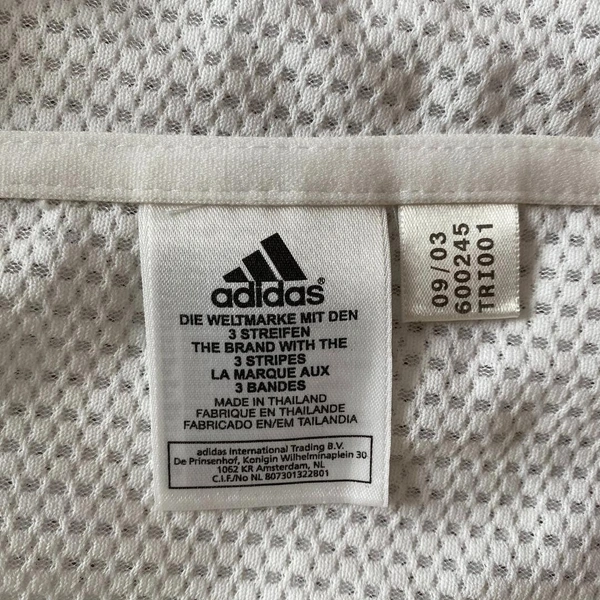 adidas®
DIE WELTMARKE MIT DEN
3 STREIFEN
THE BRAND WITH THE
3 STRIPES
LA MARQUE AUX
3 BANDES
MADE IN THAILAND
FABRIQUE EN THAILANDE
FABRICADO EN/EM TAILANDIA
adidas International Trading B.V.
De Prinsenhof, Konigin Wilhelminaplein 30
1062 KR Amsterdam, NL
C.I.F./No NL 807301322B01
09/03
600245
TRI001